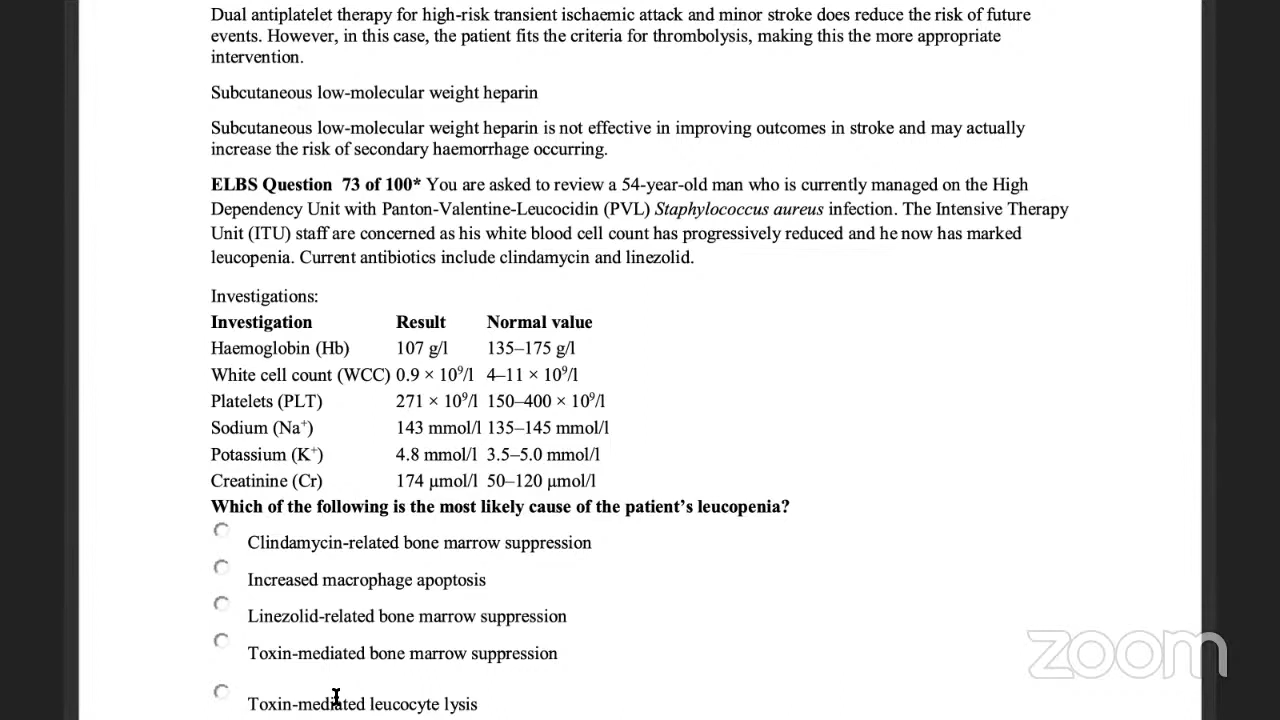 Dual antiplatelet therapy for high-risk transient ischaemic attack and minor stroke does reduce the risk of future
events. However, in this case, the patient fits the criteria for thrombolysis, making this the more appropriate
intervention.
Subcutaneous low-molecular weight heparin
Subcutaneous low-molecular weight heparin is not effective in improving outcomes in stroke and may actually
increase the risk of secondary haemorrhage occurring.
ELBS Question 73 of 100* You are asked to review a 54-year-old man who is currently managed on the High
Dependency Unit with Panton-Valentine-Leucocidin (PVL) Staphylococcus aureus infection. The Intensive Therapy
Unit (ITU) staff are concerned as his white blood cell count has progressively reduced and he now has marked
leucopenia. Current antibiotics include clindamycin and linezolid.
Investigations:
Investigation Result Normal value
Haemoglobin (Hb) 107 g/l 135–175 g/l
White cell count (WCC) 0.9 × 10⁹/l 4–11 × 10⁹/l
Platelets (PLT) 271 × 10⁹/l 150–400 × 10⁹/l
Sodium (Na⁺) 143 mmol/l 135–145 mmol/l
Potassium (K⁺) 4.8 mmol/l 3.5–5.0 mmol/l
Creatinine (Cr) 174 µmol/l 50–120 µmol/l
Which of the following is the most likely cause of the patient’s leucopenia?
Clindamycin-related bone marrow suppression
Increased macrophage apoptosis
Linezolid-related bone marrow suppression
Toxin-mediated bone marrow suppression
Toxin-mediated leucocyte lysis
zoom